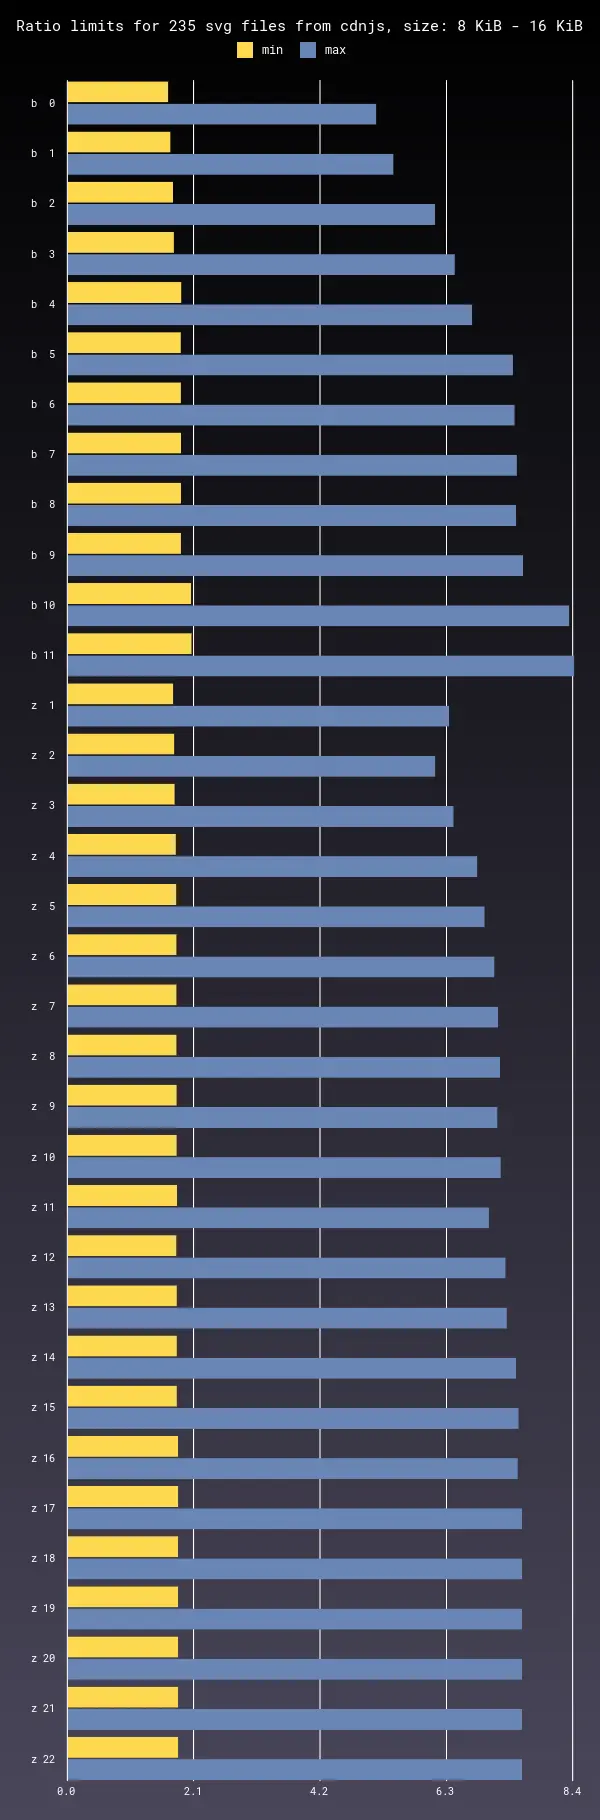 Ratio limits for 235 svg files from cdnjs, size: 8 KiB - 16 KiB
min max
b 0
b 1
b 2
b 3
b 4
b 5
b 6
b 7
b 8
b 9
b 10
b 11
z 1
z 2
z 3
z 4
z 5
z 6
z 7
z 8
z 9
z 10
z 11
z 12
z 13
z 14
z 15
z 16
z 17
z 18
z 19
z 20
z 21
z 22
0.0 2.1 4.2 6.3 8.4